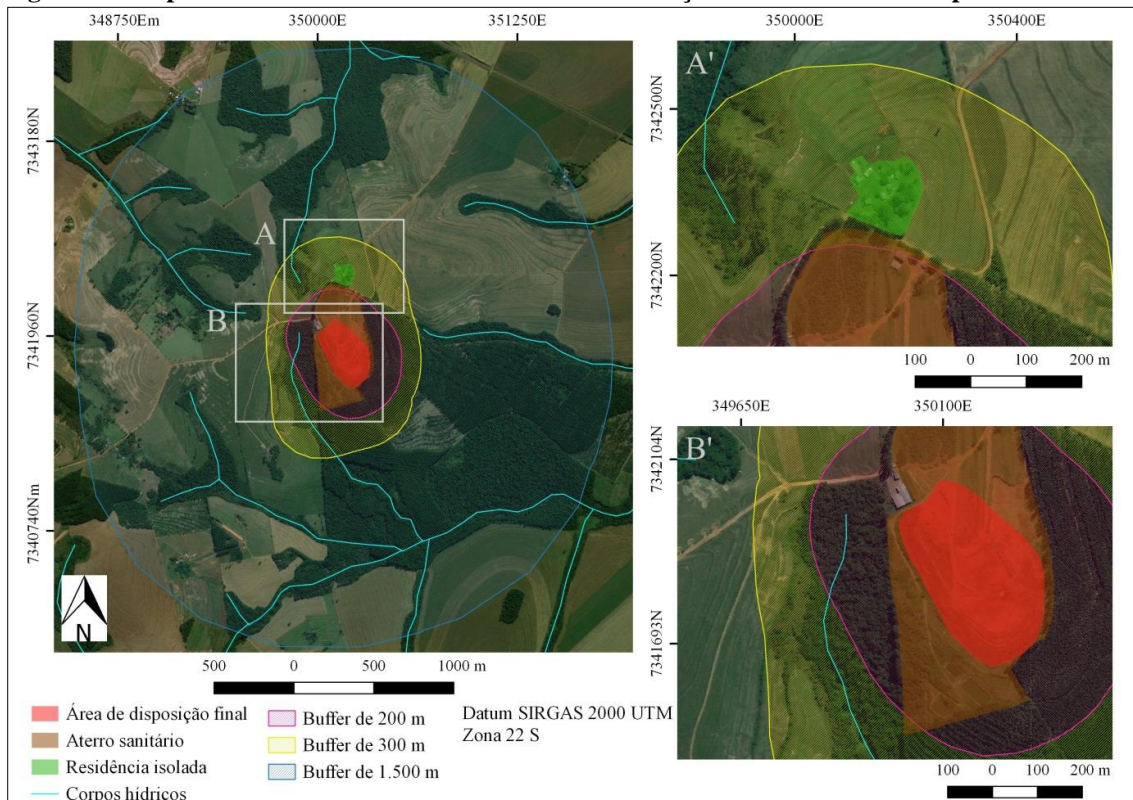 348750Em 350000E 351250E
7343180N
7341960N
7340740Nm
A
B
N
500 0 500 1000 m
350000E 350400E
A'
7342500N
7342200N
100 0 100 200 m
349650E 350100E
B'
7342104N
7341693N
100 0 100 200 m
Área de disposição final
Aterro sanitário
Residência isolada
Corpos hídricos
Buffer de 200 m
Buffer de 300 m
Buffer de 1.500 m
Datum SIRGAS 2000 UTM
Zona 22 S